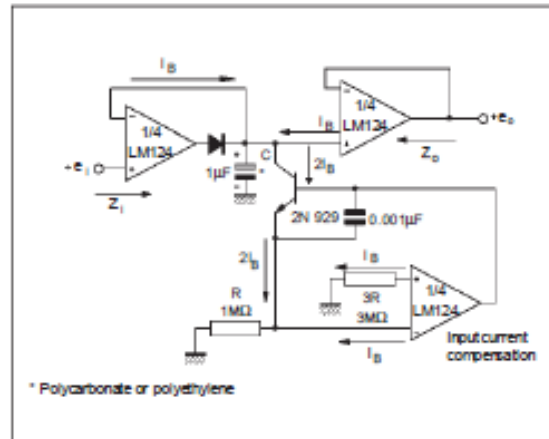 I B
1/4
LM124
+e I
Z I
1µF
C
*
I B
2I B
1/4
LM124
+e o
Z o
2N 929
0.001µF
2I B
R
1MΩ
I B
3R
3MΩ
1/4
LM124
I B
Input current
compensation
* Polycarbonate or polyethylene